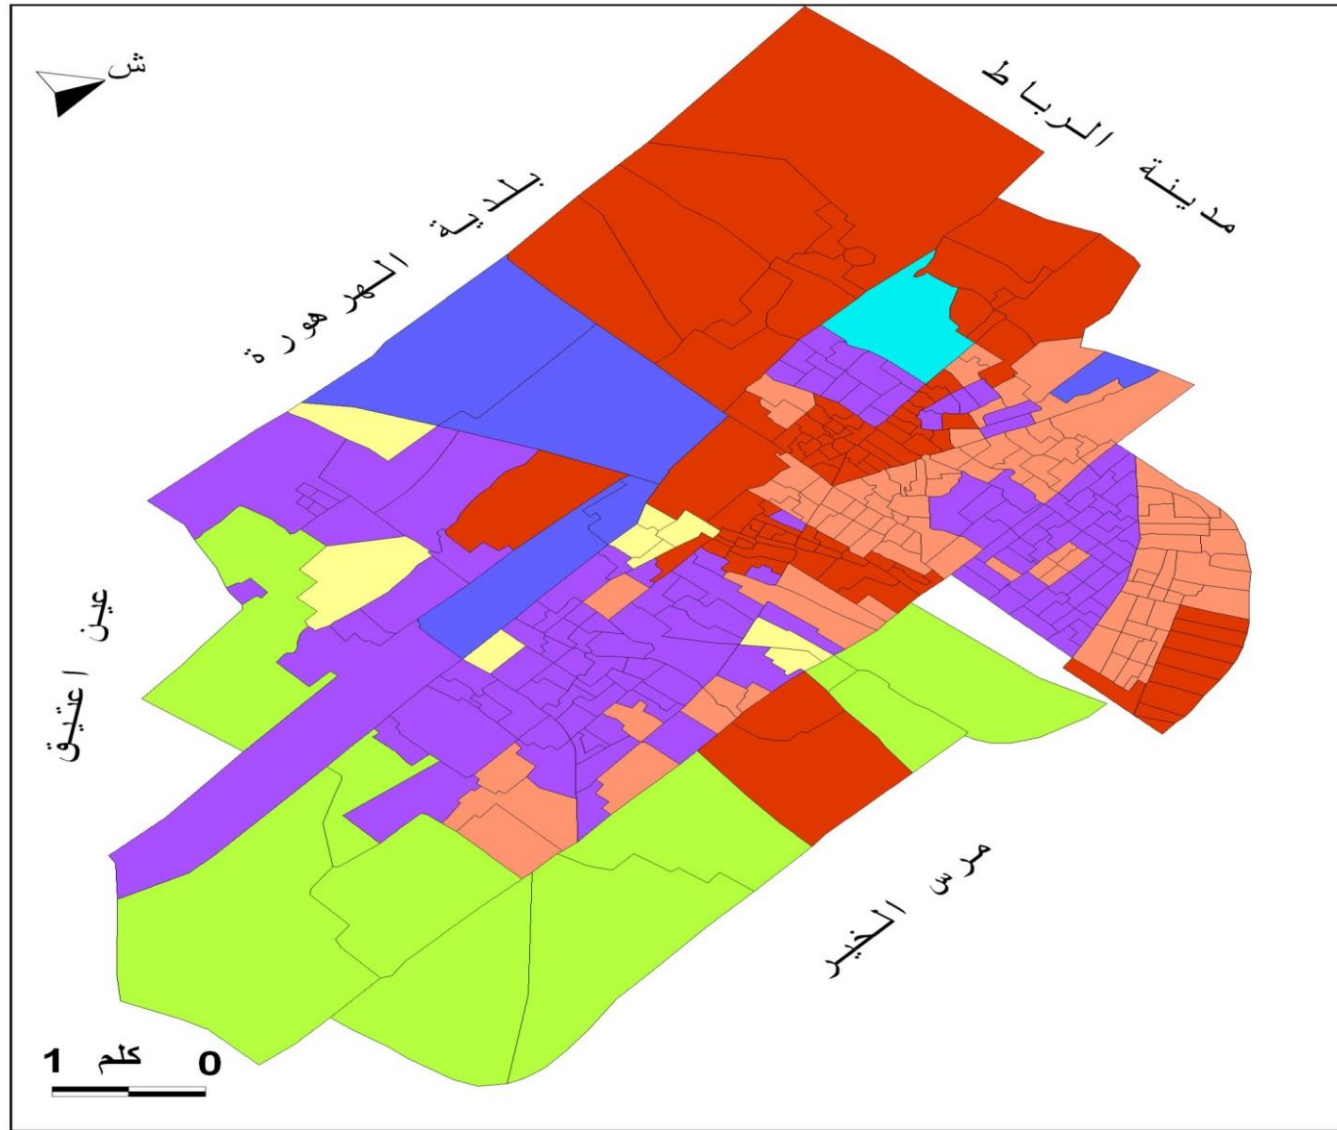 ش
مدينة الرباط
بلدية الهرهورة
عين اعتيق
مرس الخير
1 كلم 0